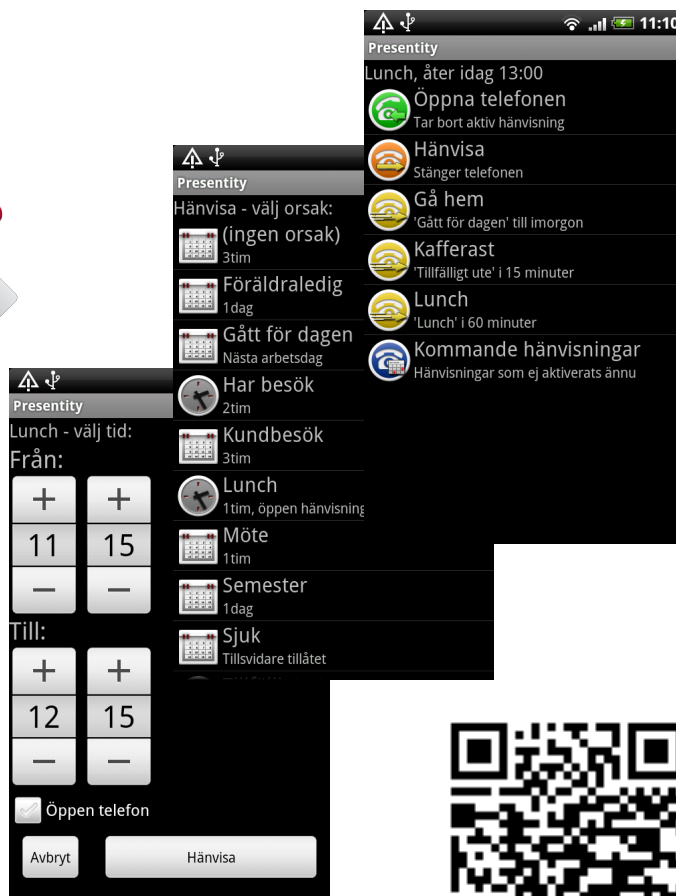 11:10
Presentity
Lunch, åter idag 13:00
Öppna telefonen
Tar bort aktiv hänvisning
Hänvisa
Stänger telefonen
Gå hem
'Gått för dagen' till imorgon
Kafferast
'Tillfälligt ute' i 15 minuter
Lunch
'Lunch' i 60 minuter
Kommande hänvisningar
Hänvisningar som ej aktiverats ännu
Presentity
Hänvisa - välj orsak:
(ingen orsak)
3tim
Föräldraledig
1dag
Gått för dagen
Nästa arbetsdag
Har besök
2tim
Kundbesök
3tim
Lunch
1tim, öppen hänvisning
Möte
1tim
Semester
1dag
Sjuk
Tillsvidare tillåtet
Presentity
Lunch - välj tid:
Från:
+ +
11 15
− −
Till:
+ +
12 15
− −
Öppen telefon
Avbryt Hänvisa